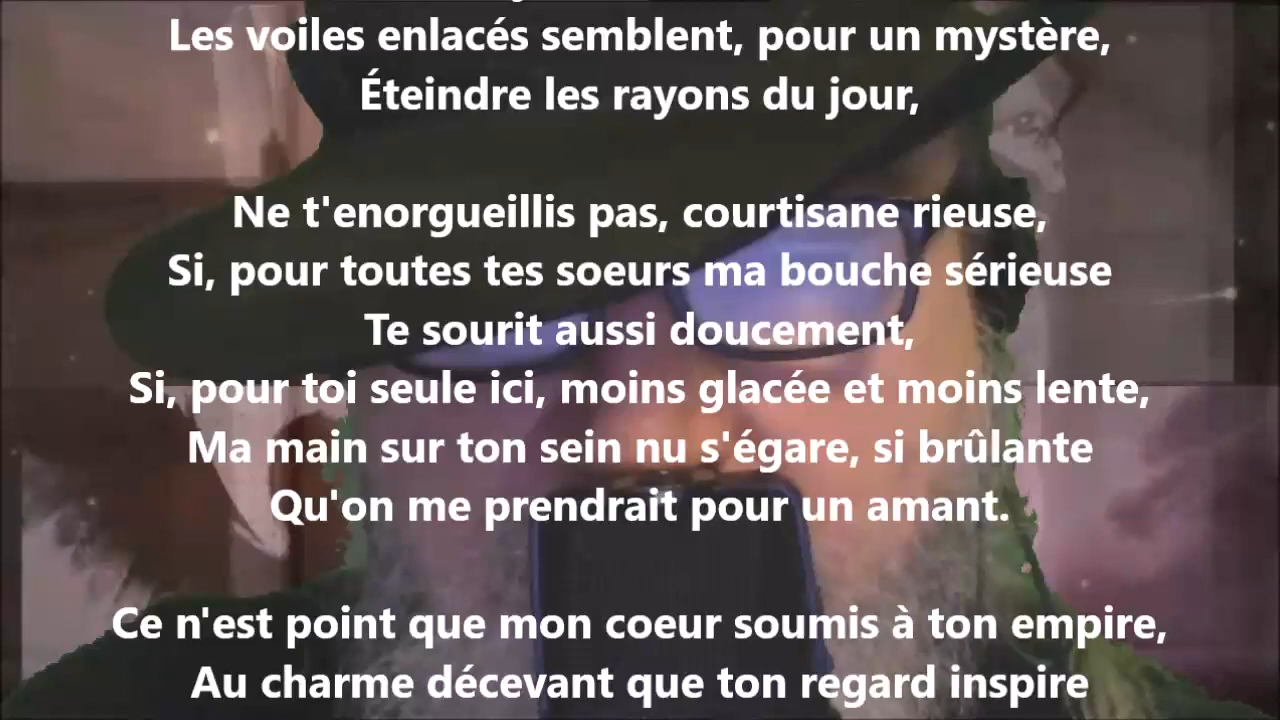 Les voiles enlacés semblent, pour un mystère,
Éteindre les rayons du jour,
Ne t'enorgueillis pas, courtisane rieuse,
Si, pour toutes tes soeurs ma bouche sérieuse
Te sourit aussi doucement,
Si, pour toi seule ici, moins glacée et moins lente,
Ma main sur ton sein nu s'égare, si brûlante
Qu'on me prendrait pour un amant.
Ce n'est point que mon coeur soumis à ton empire,
Au charme décevant que ton regard inspire